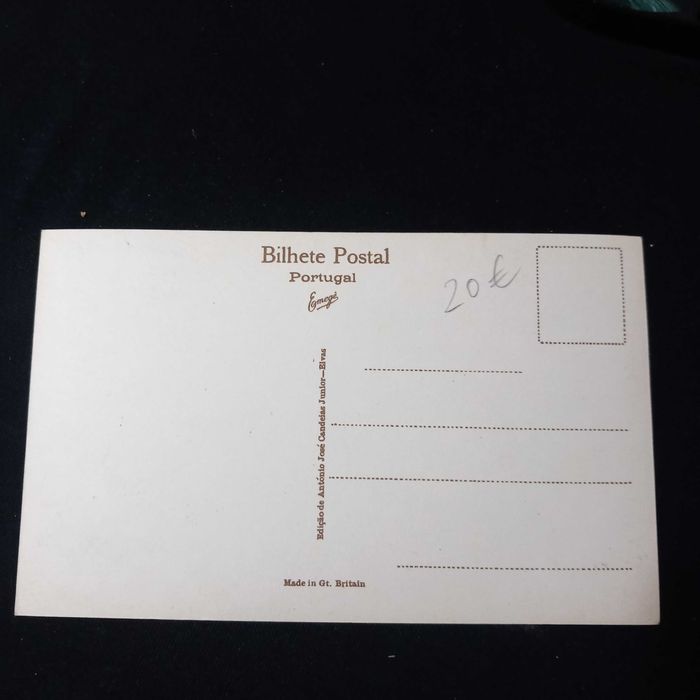 Bilhete Postal
Portugal
Emegê
20 €
Edição de António José Candeias Junior—Elvas
Made in Gt. Britain